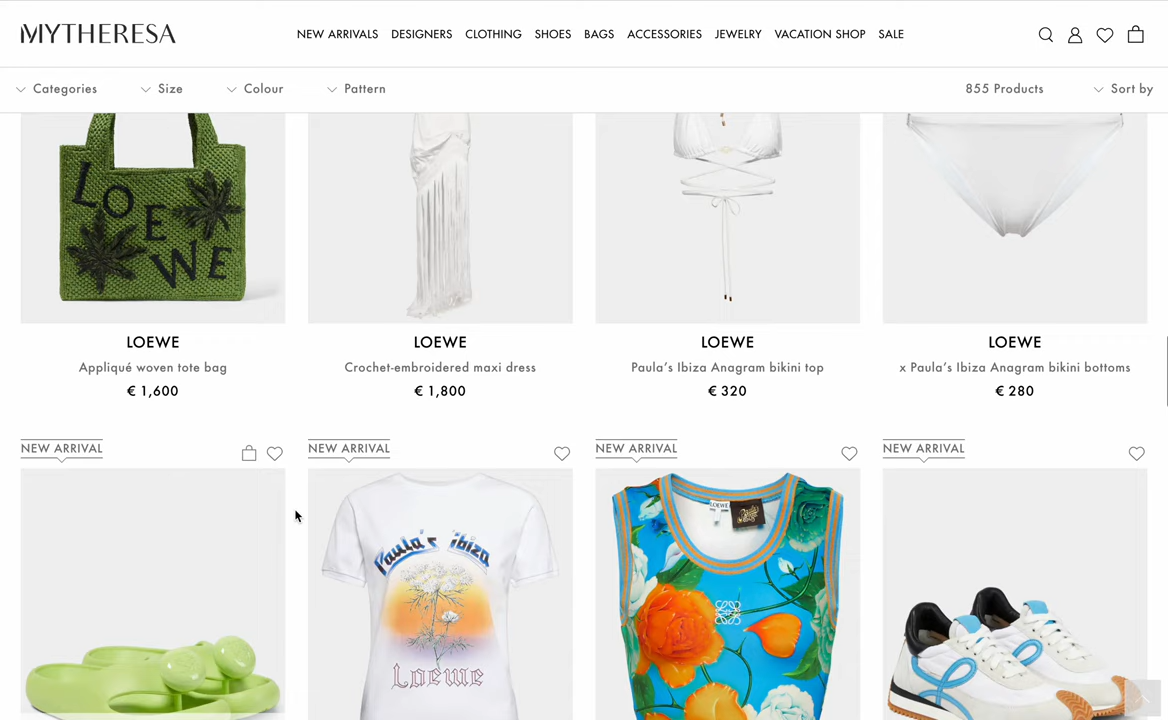 MYTHERESA
NEW ARRIVALS DESIGNERS CLOTHING SHOES BAGS ACCESSORIES JEWELRY VACATION SHOP SALE
Categories Size Colour Pattern 855 Products Sort by
LOEWE
LOEWE LOEWE LOEWE LOEWE
Appliqué woven tote bag Crochet-embroidered maxi dress Paula's Ibiza Anagram bikini top x Paula's Ibiza Anagram bikini bottoms
€ 1,600 € 1,800 € 320 € 280
NEW ARRIVAL NEW ARRIVAL NEW ARRIVAL NEW ARRIVAL
Paula's ibiza
Loewe
LOEWE